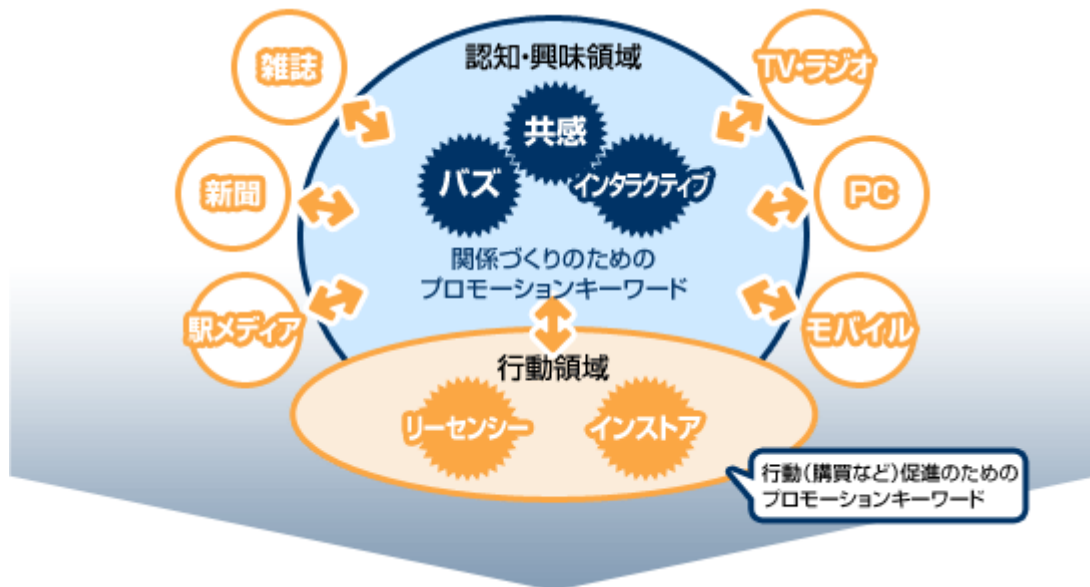 雑誌
認知・興味領域
TV・ラジオ
共感
バズ
インタラクティブ
新聞
PC
関係づくりのための
プロモーションキーワード
駅メディア
モバイル
行動領域
リーセンシー
インストア
行動(購買など)促進のための
プロモーションキーワード